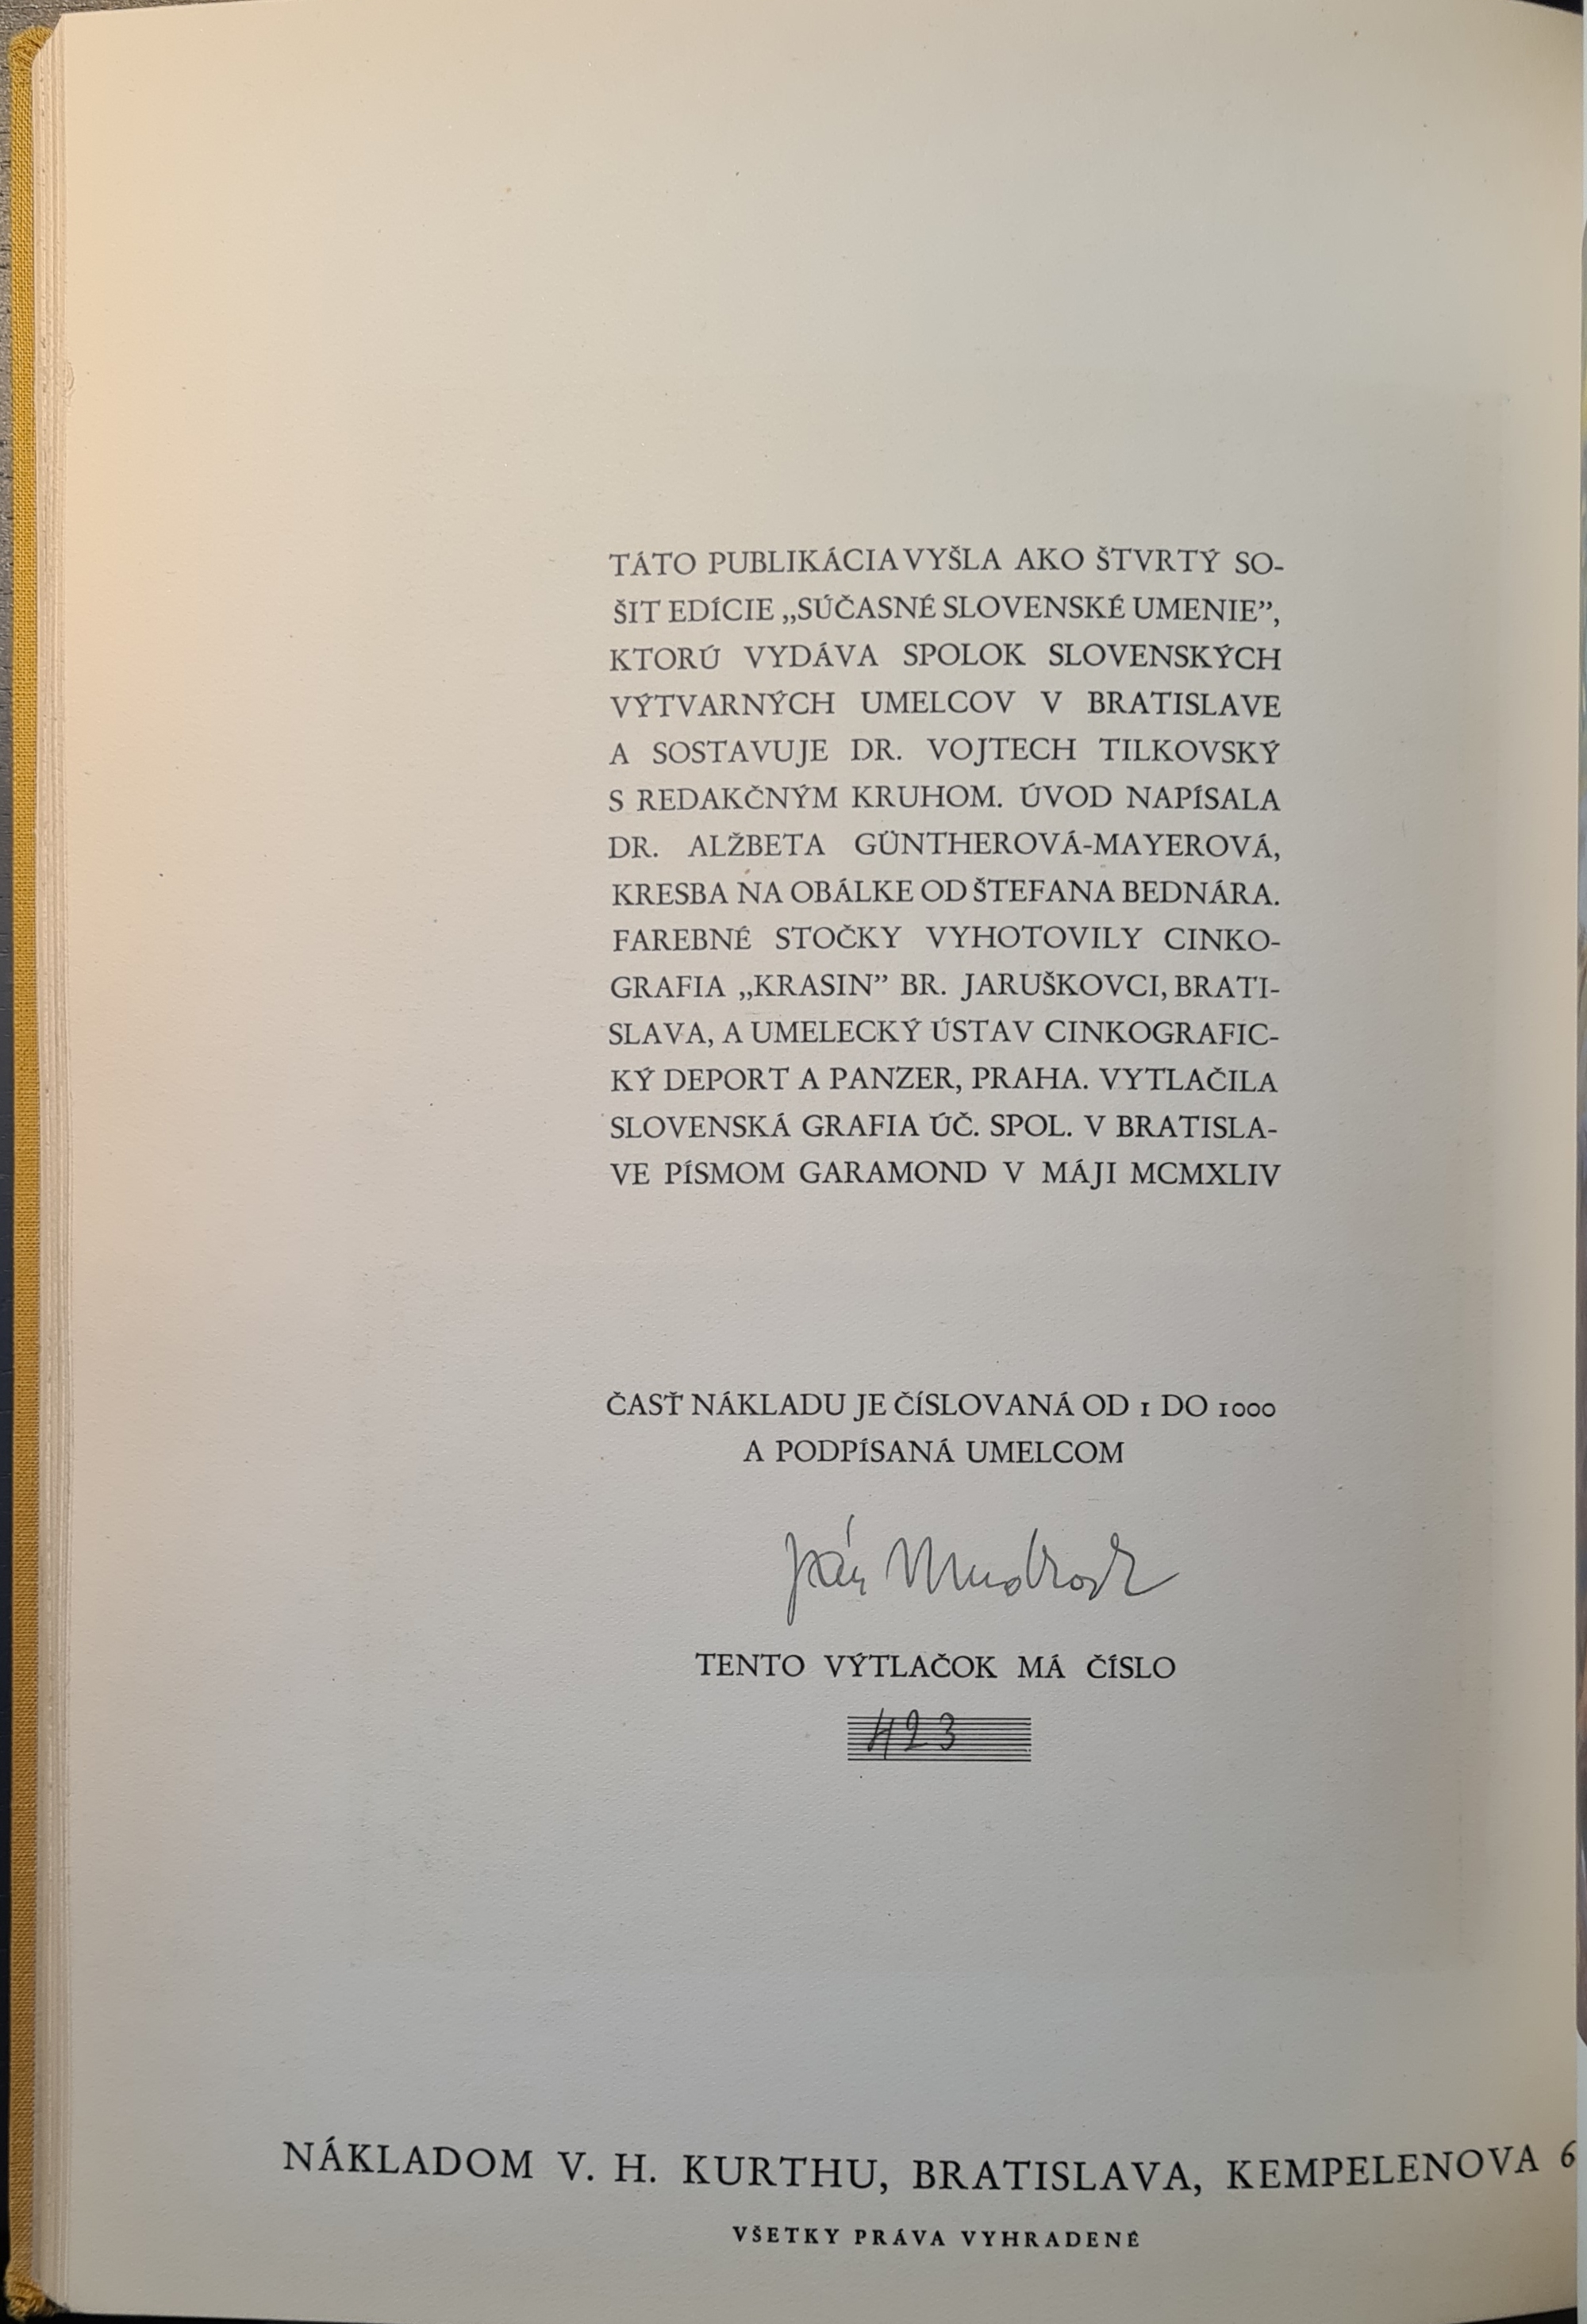 TÁTO PUBLIKÁCIA VYŠLA AKO ŠTVRTÝ SO-
ŠIT EDÍCIE „SÚČASNÉ SLOVENSKÉ UMENIE”,
KTORÚ VYDÁVA SPOLOK SLOVENSKÝCH
VÝTVARNÝCH UMELCOV V BRATISLAVE
A SOSTAVUJE DR. VOJTECH TILKOVSKÝ
S REDAKČNÝM KRUHOM. ÚVOD NAPÍSALA
DR. ALŽBETA GÜNTHEROVÁ-MAYEROVÁ,
KRESBA NA OBÁLKE OD ŠTEFANA BEDNÁRA.
FAREBNÉ STOČKY VYHOTOVILY CINKO-
GRAFIA „KRASIN” BR. JARUŠKOVCI, BRATI-
SLAVA, A UMELECKÝ ÚSTAV CINKOGRAFIC-
KÝ DEPORT A PANZER, PRAHA. VYTLAČILA
SLOVENSKÁ GRAFIA ÚČ. SPOL. V BRATISLA-
VE PÍSMOM GARAMOND V MÁJI MCMXLIV
ČASŤ NÁKLADU JE ČÍSLOVANÁ OD 1 DO 1000
A PODPÍSANÁ UMELCOM
Ján Mudroch
TENTO VÝTLAČOK MÁ ČÍSLO
423
NÁKLADOM V. H. KURTHU, BRATISLAVA, KEMPELENOVA 6
VŠETKY PRÁVA VYHRADENÉ